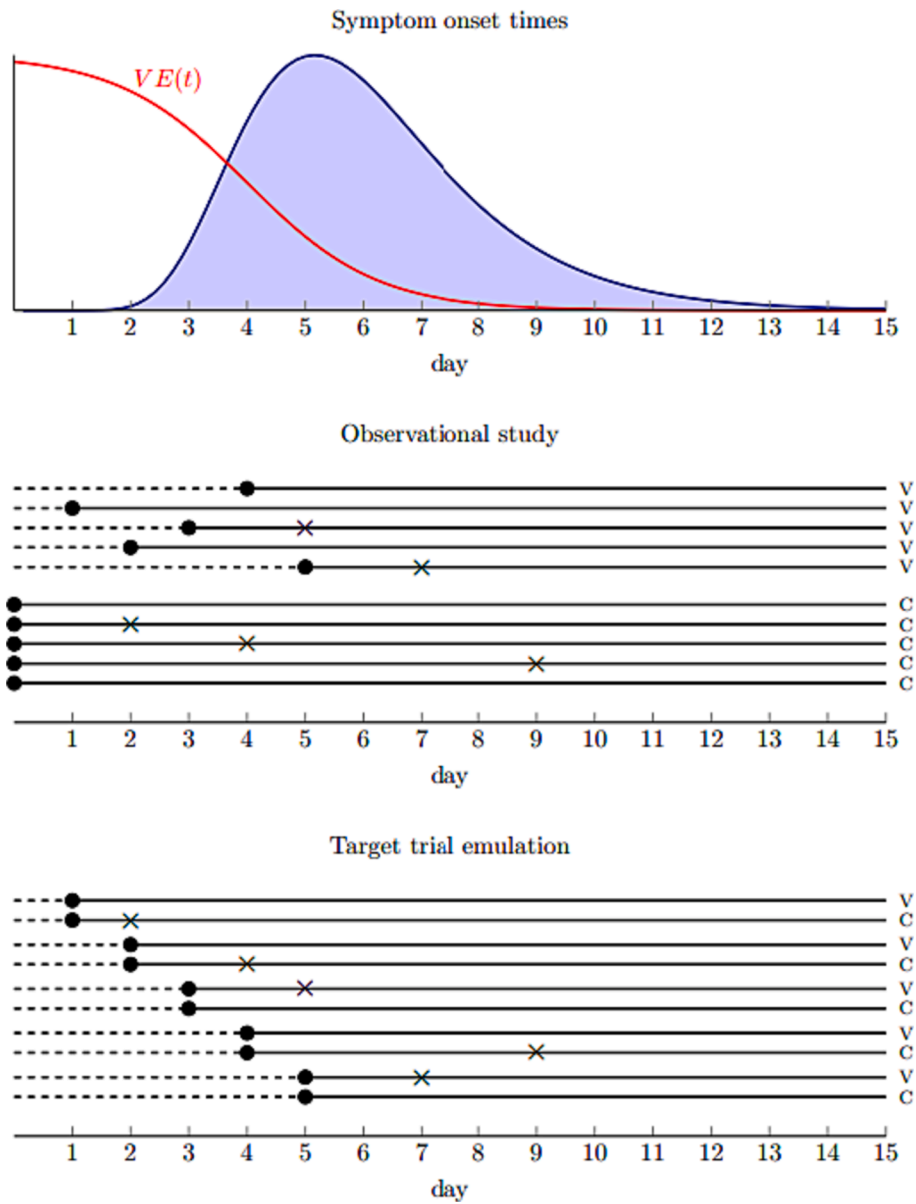 Symptom onset times
VE(t)
1 2 3 4 5 6 7 8 9 10 11 12 13 14 15
day
Observational study
V
V
V
V
V
C
C
C
C
C
1 2 3 4 5 6 7 8 9 10 11 12 13 14 15
day
Target trial emulation
V
C
V
C
V
C
V
C
V
C
1 2 3 4 5 6 7 8 9 10 11 12 13 14 15
day